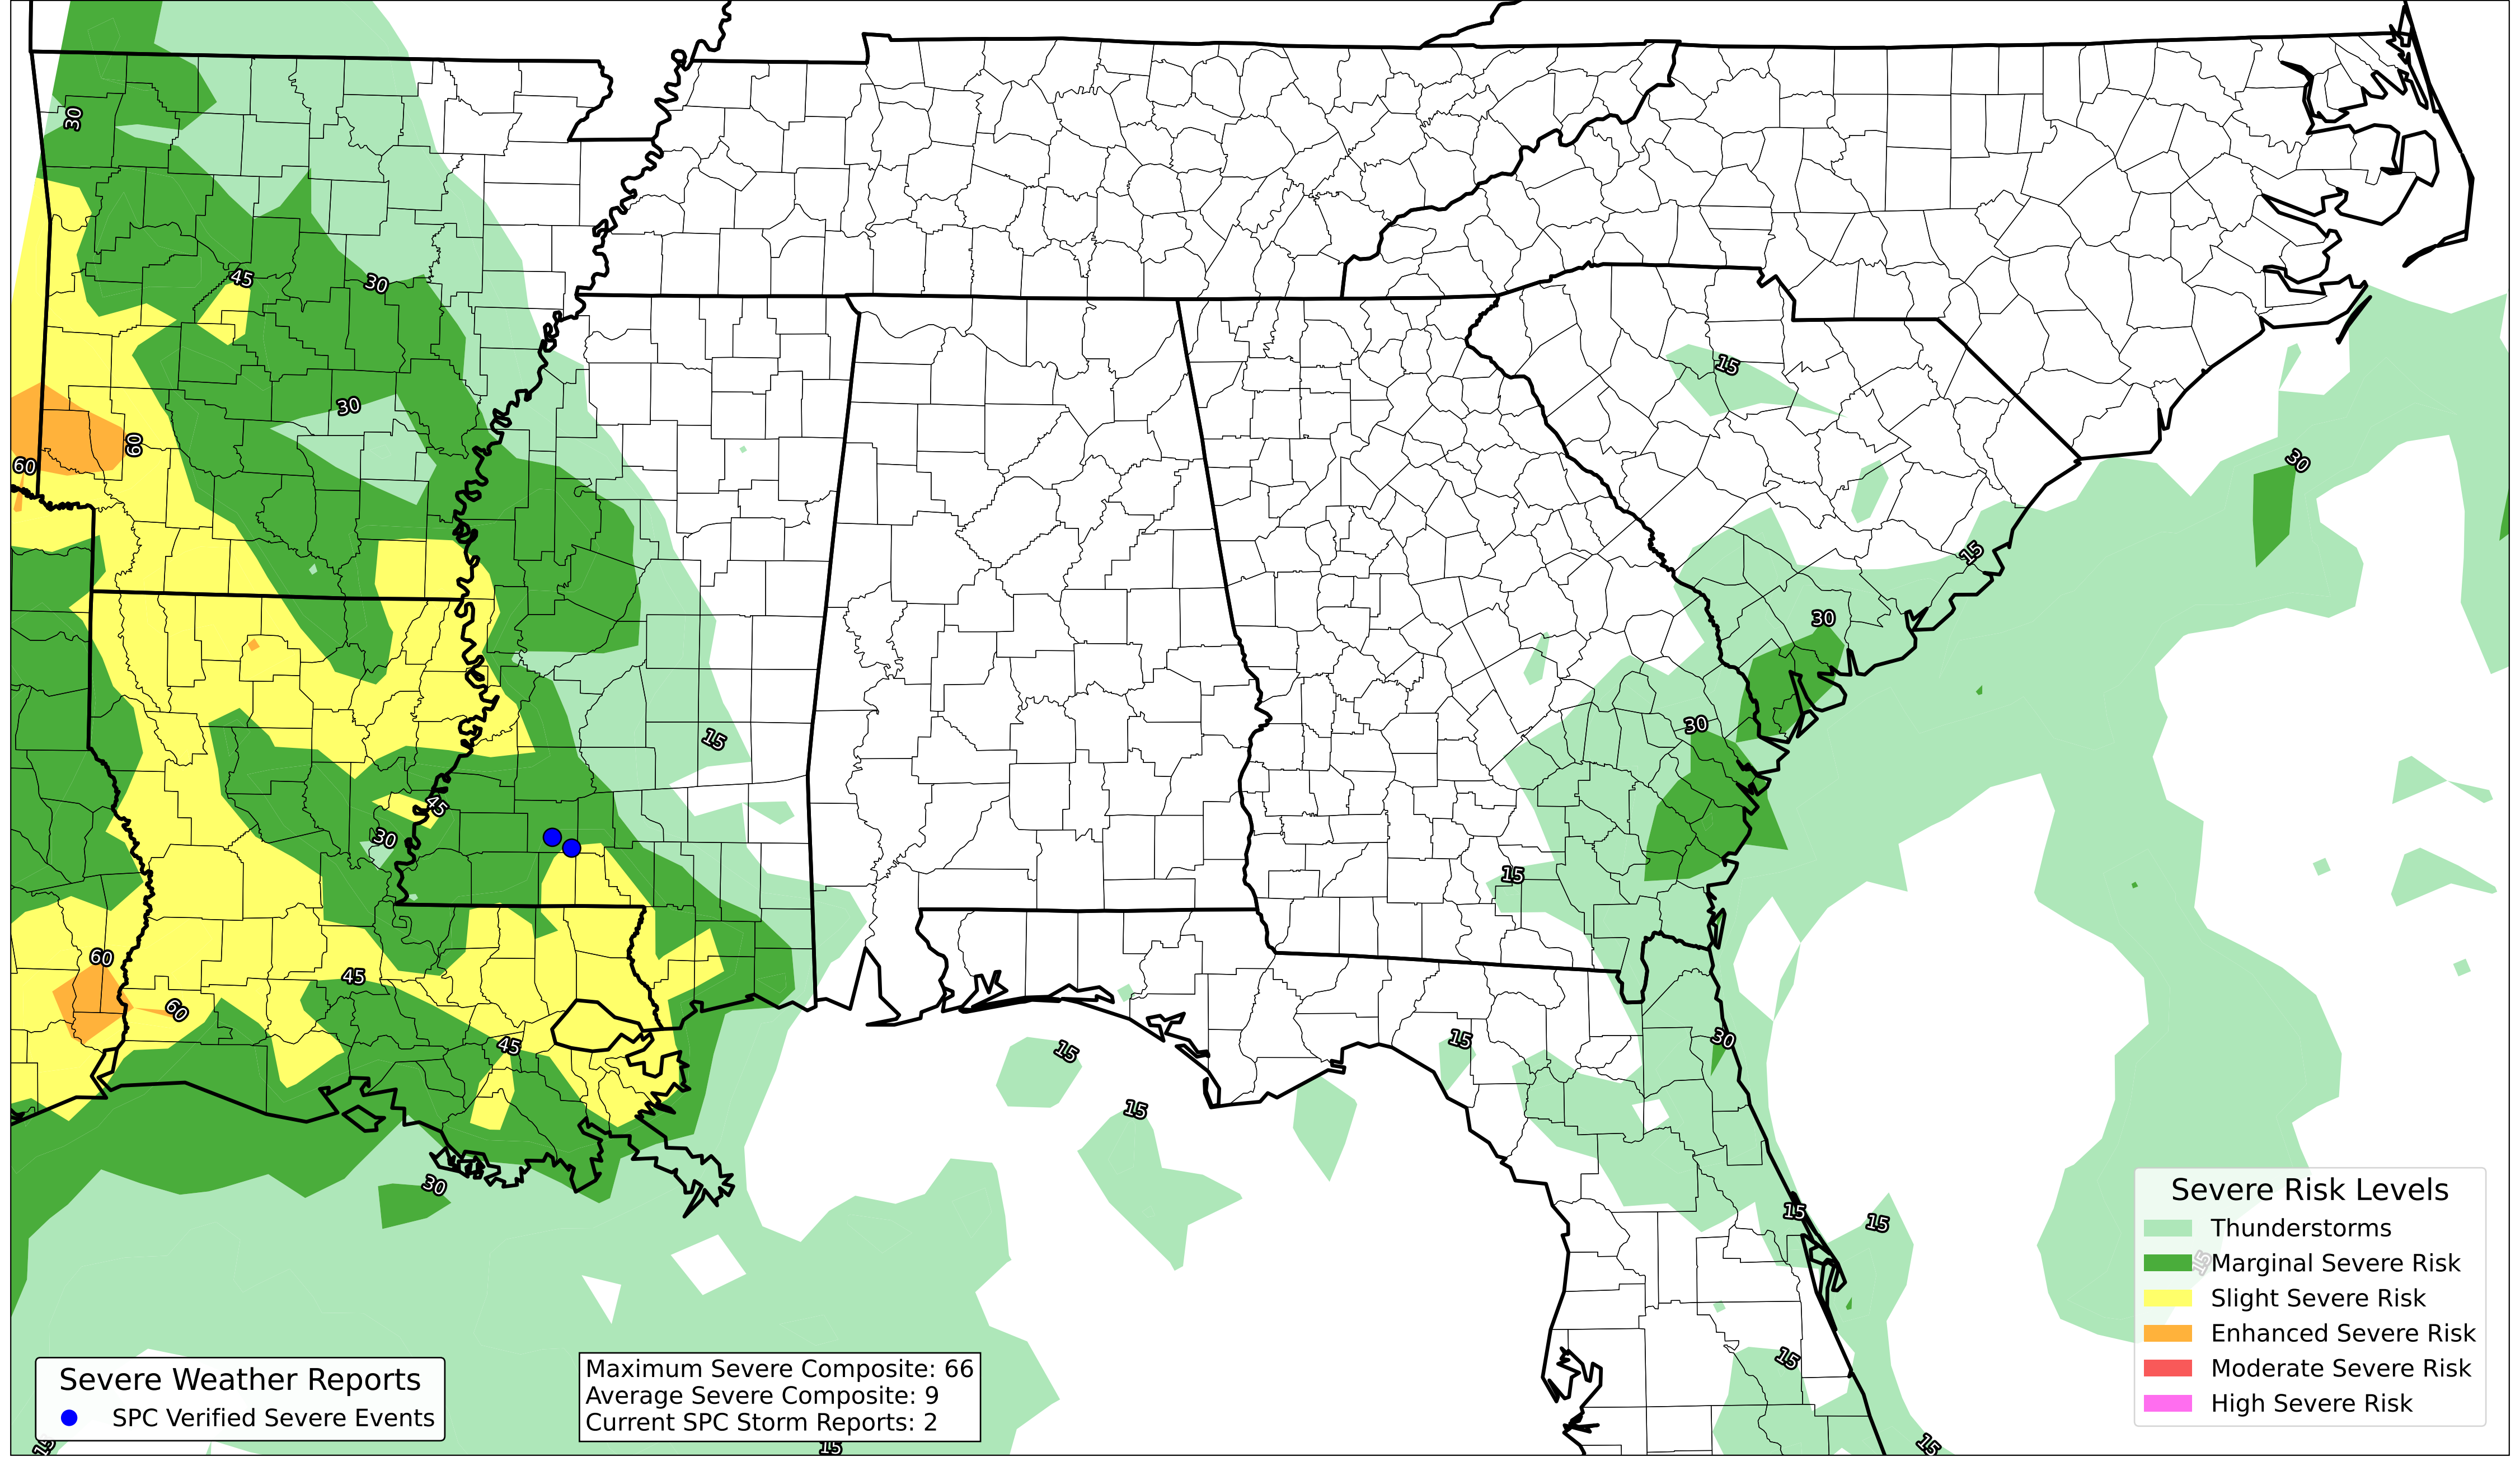 30
45
30
15
30
60
60
30
15
30
30
15
45
30
15
60
45
60
30
15
45
15
15
30
15
15
15
15
Severe Risk Levels
Thunderstorms
Marginal Severe Risk
Slight Severe Risk
Enhanced Severe Risk
Moderate Severe Risk
High Severe Risk
15
Severe Weather Reports
SPC Verified Severe Events
Maximum Severe Composite: 66
Average Severe Composite: 9
Current SPC Storm Reports: 2
15
15
15